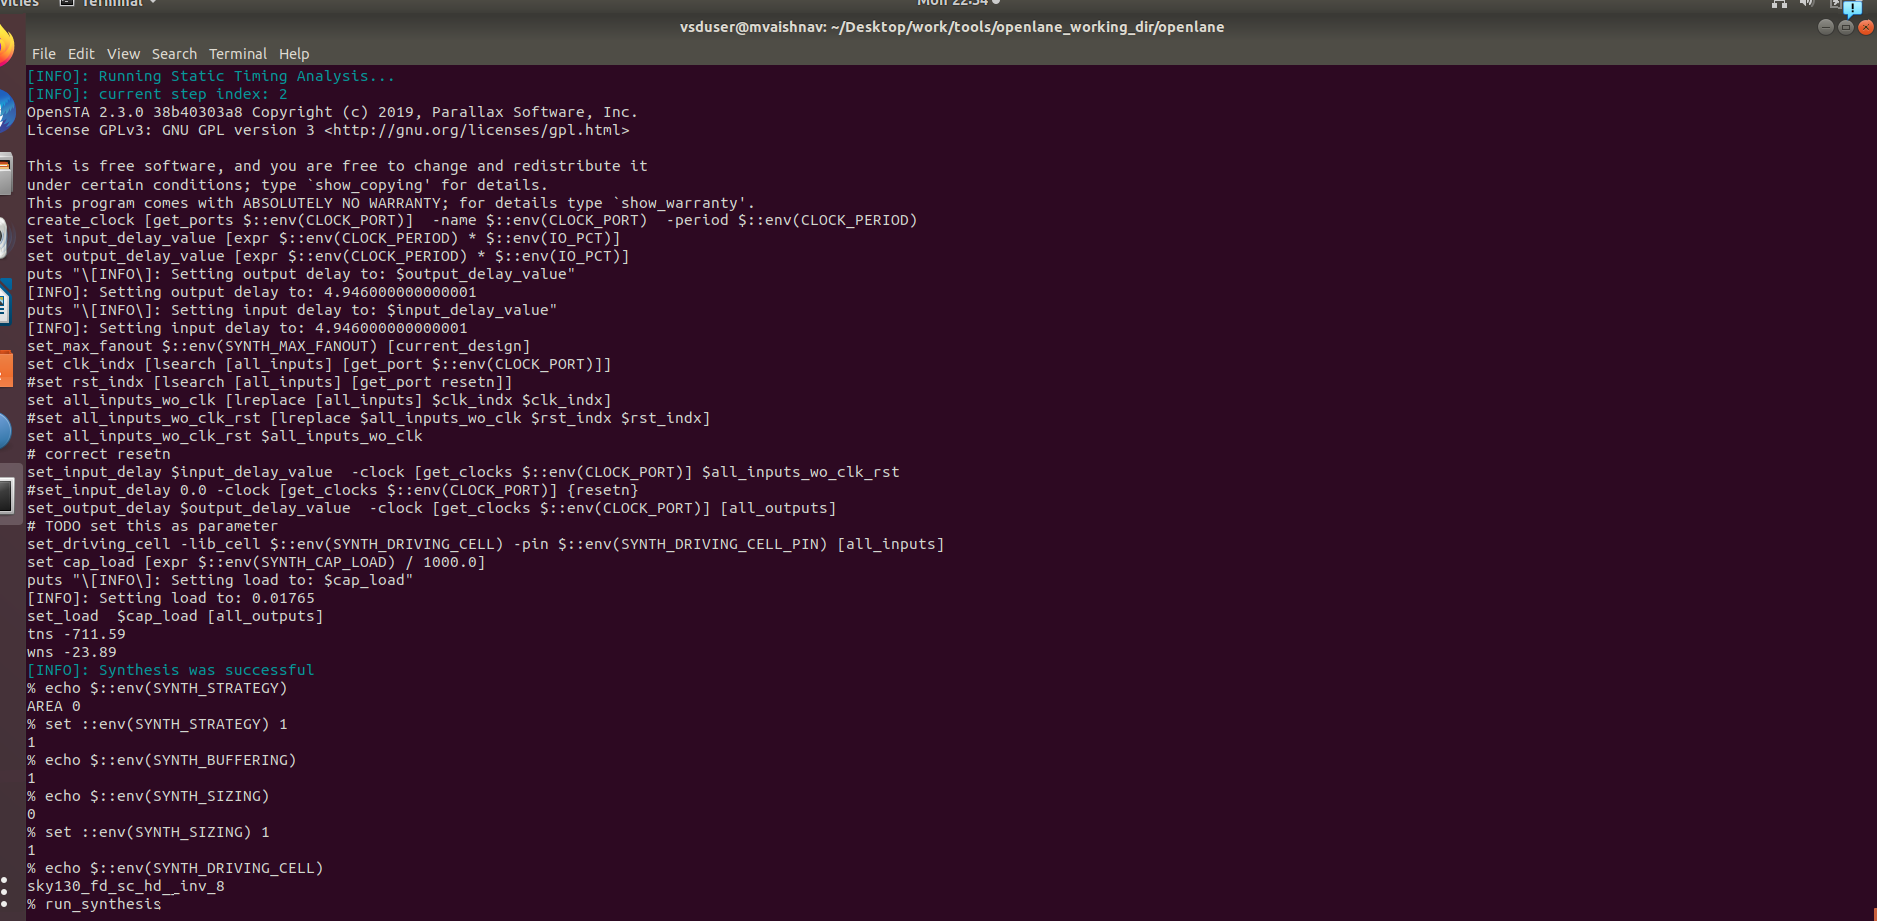 vities
Terminal
Mon 22:54
vsduser@mvaishnav: ~/Desktop/work/tools/openlane_working_dir/openlane
File Edit View Search Terminal Help
[INFO]: Running Static Timing Analysis...
[INFO]: current step index: 2
OpenSTA 2.3.0 38b40303a8 Copyright (c) 2019, Parallax Software, Inc.
License GPLv3: GNU GPL version 3 <http://gnu.org/licenses/gpl.html>
This is free software, and you are free to change and redistribute it
under certain conditions; type `show_copying' for details.
This program comes with ABSOLUTELY NO WARRANTY; for details type `show_warranty'.
create_clock [get_ports $::env(CLOCK_PORT)]  -name $::env(CLOCK_PORT)  -period $::env(CLOCK_PERIOD)
set input_delay_value [expr $::env(CLOCK_PERIOD) * $::env(IO_PCT)]
set output_delay_value [expr $::env(CLOCK_PERIOD) * $::env(IO_PCT)]
puts "\[INFO\]: Setting output delay to: $output_delay_value"
[INFO]: Setting output delay to: 4.946000000000001
puts "\[INFO\]: Setting input delay to: $input_delay_value"
[INFO]: Setting input delay to: 4.946000000000001
set_max_fanout $::env(SYNTH_MAX_FANOUT) [current_design]
set clk_indx [lsearch [all_inputs] [get_port $::env(CLOCK_PORT)]]
#set rst_indx [lsearch [all_inputs] [get_port resetn]]
set all_inputs_wo_clk [lreplace [all_inputs] $clk_indx $clk_indx]
#set all_inputs_wo_clk_rst [lreplace $all_inputs_wo_clk $rst_indx $rst_indx]
set all_inputs_wo_clk_rst $all_inputs_wo_clk
# correct resetn
set_input_delay $input_delay_value  -clock [get_clocks $::env(CLOCK_PORT)] $all_inputs_wo_clk_rst
#set_input_delay 0.0 -clock [get_clocks $::env(CLOCK_PORT)] {resetn}
set_output_delay $output_delay_value  -clock [get_clocks $::env(CLOCK_PORT)] [all_outputs]
# TODO set this as parameter
set_driving_cell -lib_cell $::env(SYNTH_DRIVING_CELL) -pin $::env(SYNTH_DRIVING_CELL_PIN) [all_inputs]
set cap_load [expr $::env(SYNTH_CAP_LOAD) / 1000.0]
puts "\[INFO\]: Setting load to: $cap_load"
[INFO]: Setting load to: 0.01765
set_load  $cap_load [all_outputs]
tns -711.59
wns -23.89
[INFO]: Synthesis was successful
% echo $::env(SYNTH_STRATEGY)
AREA 0
% set ::env(SYNTH_STRATEGY) 1
1
% echo $::env(SYNTH_BUFFERING)
1
% echo $::env(SYNTH_SIZING)
0
% set ::env(SYNTH_SIZING) 1
1
% echo $::env(SYNTH_DRIVING_CELL)
sky130_fd_sc_hd__inv_8
% run_synthesis